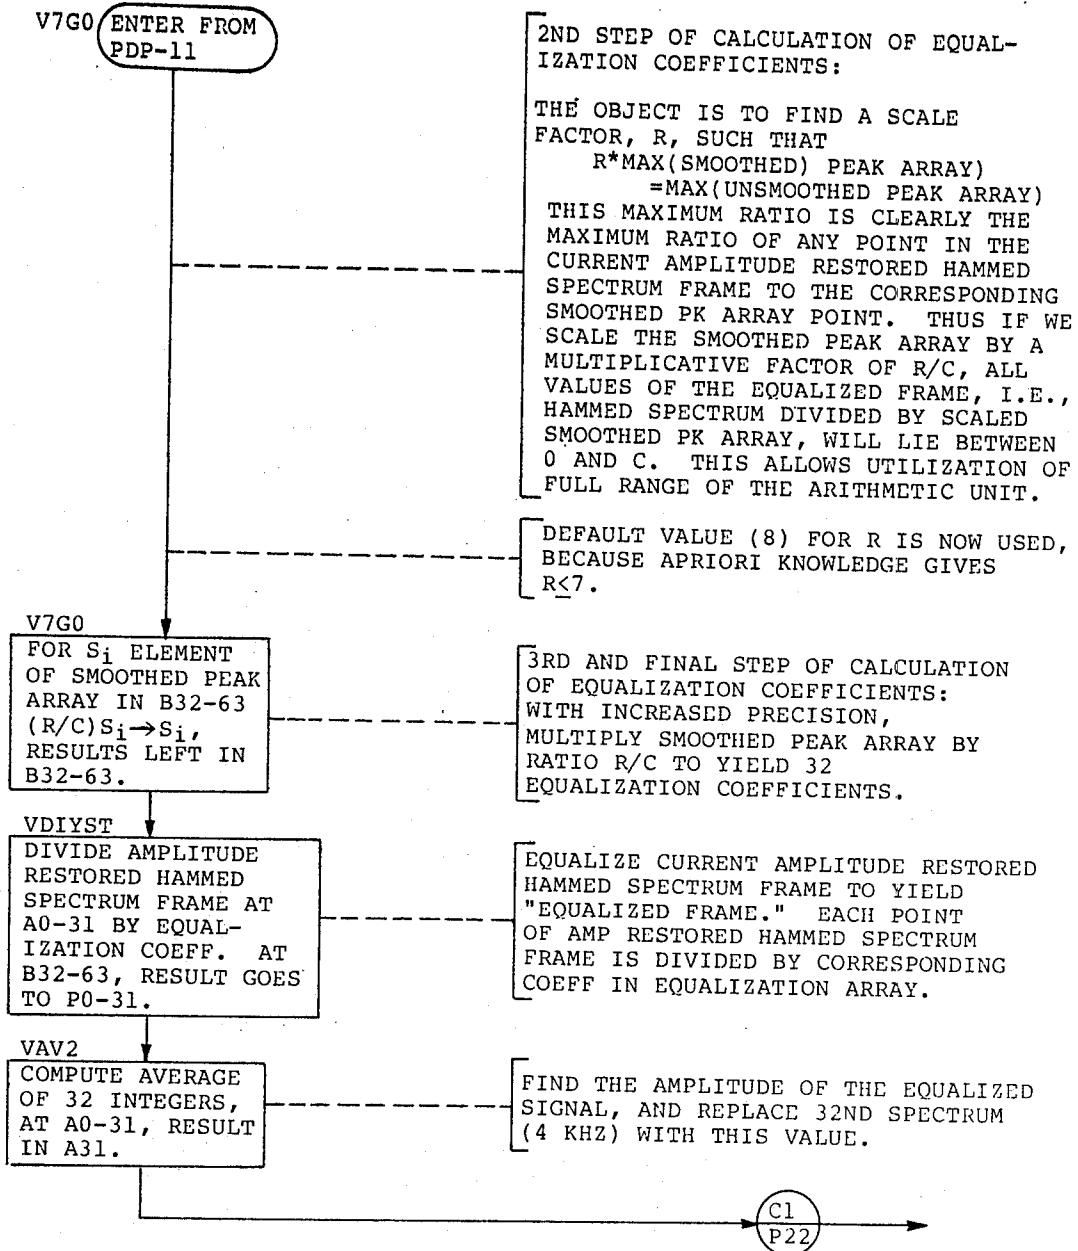 V7G0 ENTER FROM
PDP-11
2ND STEP OF CALCULATION OF EQUAL-
IZATION COEFFICIENTS:
THE OBJECT IS TO FIND A SCALE
FACTOR, R, SUCH THAT
R*MAX(SMOOTHED) PEAK ARRAY)
=MAX(UNSMOOTHED PEAK ARRAY)
THIS MAXIMUM RATIO IS CLEARLY THE
MAXIMUM RATIO OF ANY POINT IN THE
CURRENT AMPLITUDE RESTORED HAMMED
SPECTRUM FRAME TO THE CORRESPONDING
SMOOTHED PK ARRAY POINT. THUS IF WE
SCALE THE SMOOTHED PEAK ARRAY BY A
MULTIPLICATIVE FACTOR OF R/C, ALL
VALUES OF THE EQUALIZED FRAME, I.E.,
HAMMED SPECTRUM DIVIDED BY SCALED
SMOOTHED PK ARRAY, WILL LIE BETWEEN
0 AND C. THIS ALLOWS UTILIZATION OF
FULL RANGE OF THE ARITHMETIC UNIT.
DEFAULT VALUE (8) FOR R IS NOW USED,
BECAUSE APRIORI KNOWLEDGE GIVES
R≤7.
V7G0
FOR Si ELEMENT
OF SMOOTHED PEAK
ARRAY IN B32-63
(R/C)Si→Si,
RESULTS LEFT IN
B32-63.
3RD AND FINAL STEP OF CALCULATION
OF EQUALIZATION COEFFICIENTS:
WITH INCREASED PRECISION,
MULTIPLY SMOOTHED PEAK ARRAY BY
RATIO R/C TO YIELD 32
EQUALIZATION COEFFICIENTS.
VDIYST
DIVIDE AMPLITUDE
RESTORED HAMMED
SPECTRUM FRAME AT
A0-31 BY EQUAL-
IZATION COEFF. AT
B32-63, RESULT GOES
TO P0-31.
EQUALIZE CURRENT AMPLITUDE RESTORED
HAMMED SPECTRUM FRAME TO YIELD
"EQUALIZED FRAME." EACH POINT
OF AMP RESTORED HAMMED SPECTRUM
FRAME IS DIVIDED BY CORRESPONDING
COEFF IN EQUALIZATION ARRAY.
VAV2
COMPUTE AVERAGE
OF 32 INTEGERS,
AT A0-31, RESULT
IN A31.
FIND THE AMPLITUDE OF THE EQUALIZED
SIGNAL, AND REPLACE 32ND SPECTRUM
(4 KHZ) WITH THIS VALUE.
C1
P22